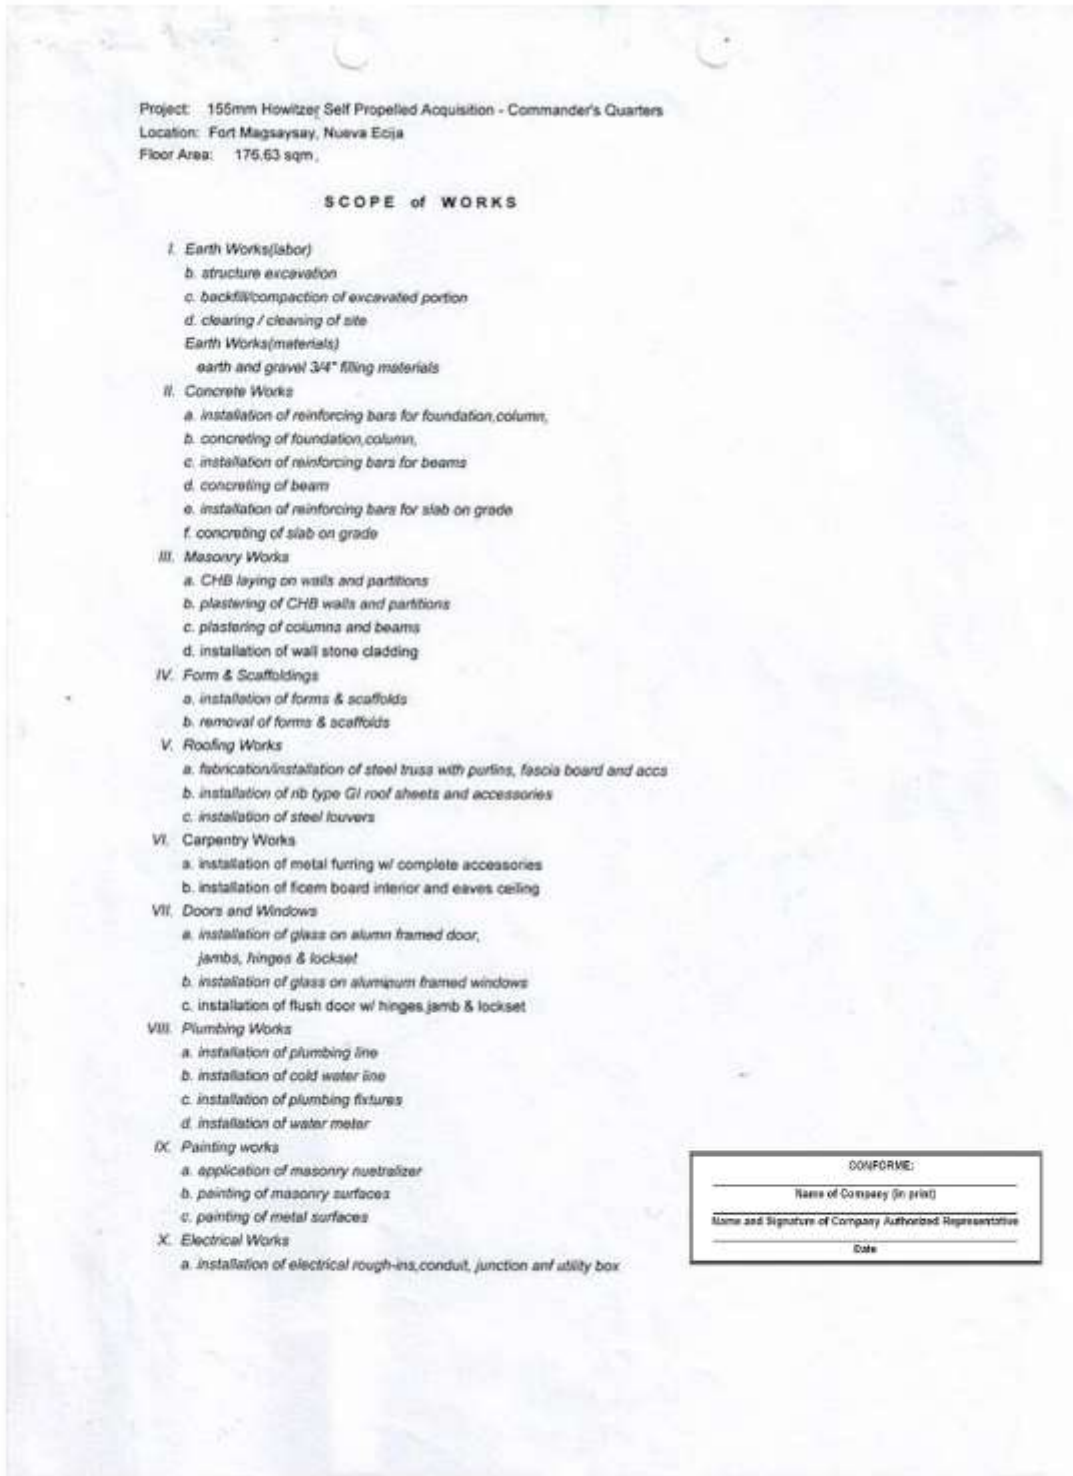 Project: 155mm Howitzer Self Propelled Acquisition - Commander's Quarters
Location: Fort Magsaysay, Nueva Ecija
Floor Area: 176.63 sqm.
SCOPE of WORKS
I. Earth Works(labor)
b. structure excavation
c. backfill/compaction of excavated portion
d. clearing / cleaning of site
Earth Works(materials)
earth and gravel 3/4" filling materials
II. Concrete Works
a. installation of reinforcing bars for foundation,column,
b. concreting of foundation,column,
c. installation of reinforcing bars for beams
d. concreting of beam
e. installation of reinforcing bars for slab on grade
f. concreting of slab on grade
III. Masonry Works
a. CHB laying on walls and partitions
b. plastering of CHB walls and partitions
c. plastering of columns and beams
d. installation of wall stone cladding
IV. Form & Scaffoldings
a. installation of forms & scaffolds
b. removal of forms & scaffolds
V. Roofing Works
a. fabrication/installation of steel truss with purlins, fascia board and accs
b. installation of rib type GI roof sheets and accessories
c. installation of steel louvers
VI. Carpentry Works
a. installation of metal furring w/ complete accessories
b. installation of ficem board interior and eaves ceiling
VII. Doors and Windows
a. installation of glass on alumn framed door,
jambs, hinges & lockset
b. installation of glass on aluminum framed windows
c. installation of flush door w/ hinges,jamb & lockset
VIII. Plumbing Works
a. installation of plumbing line
b. installation of cold water line
c. installation of plumbing fixtures
d. installation of water meter
IX. Painting works
a. application of masonry nuetralizer
b. painting of masonry surfaces
c. painting of metal surfaces
X. Electrical Works
a. installation of electrical rough-ins,conduit, junction anf utility box
CONFORME:
Name of Company (in print)
Name and Signature of Company Authorized Representative
Date